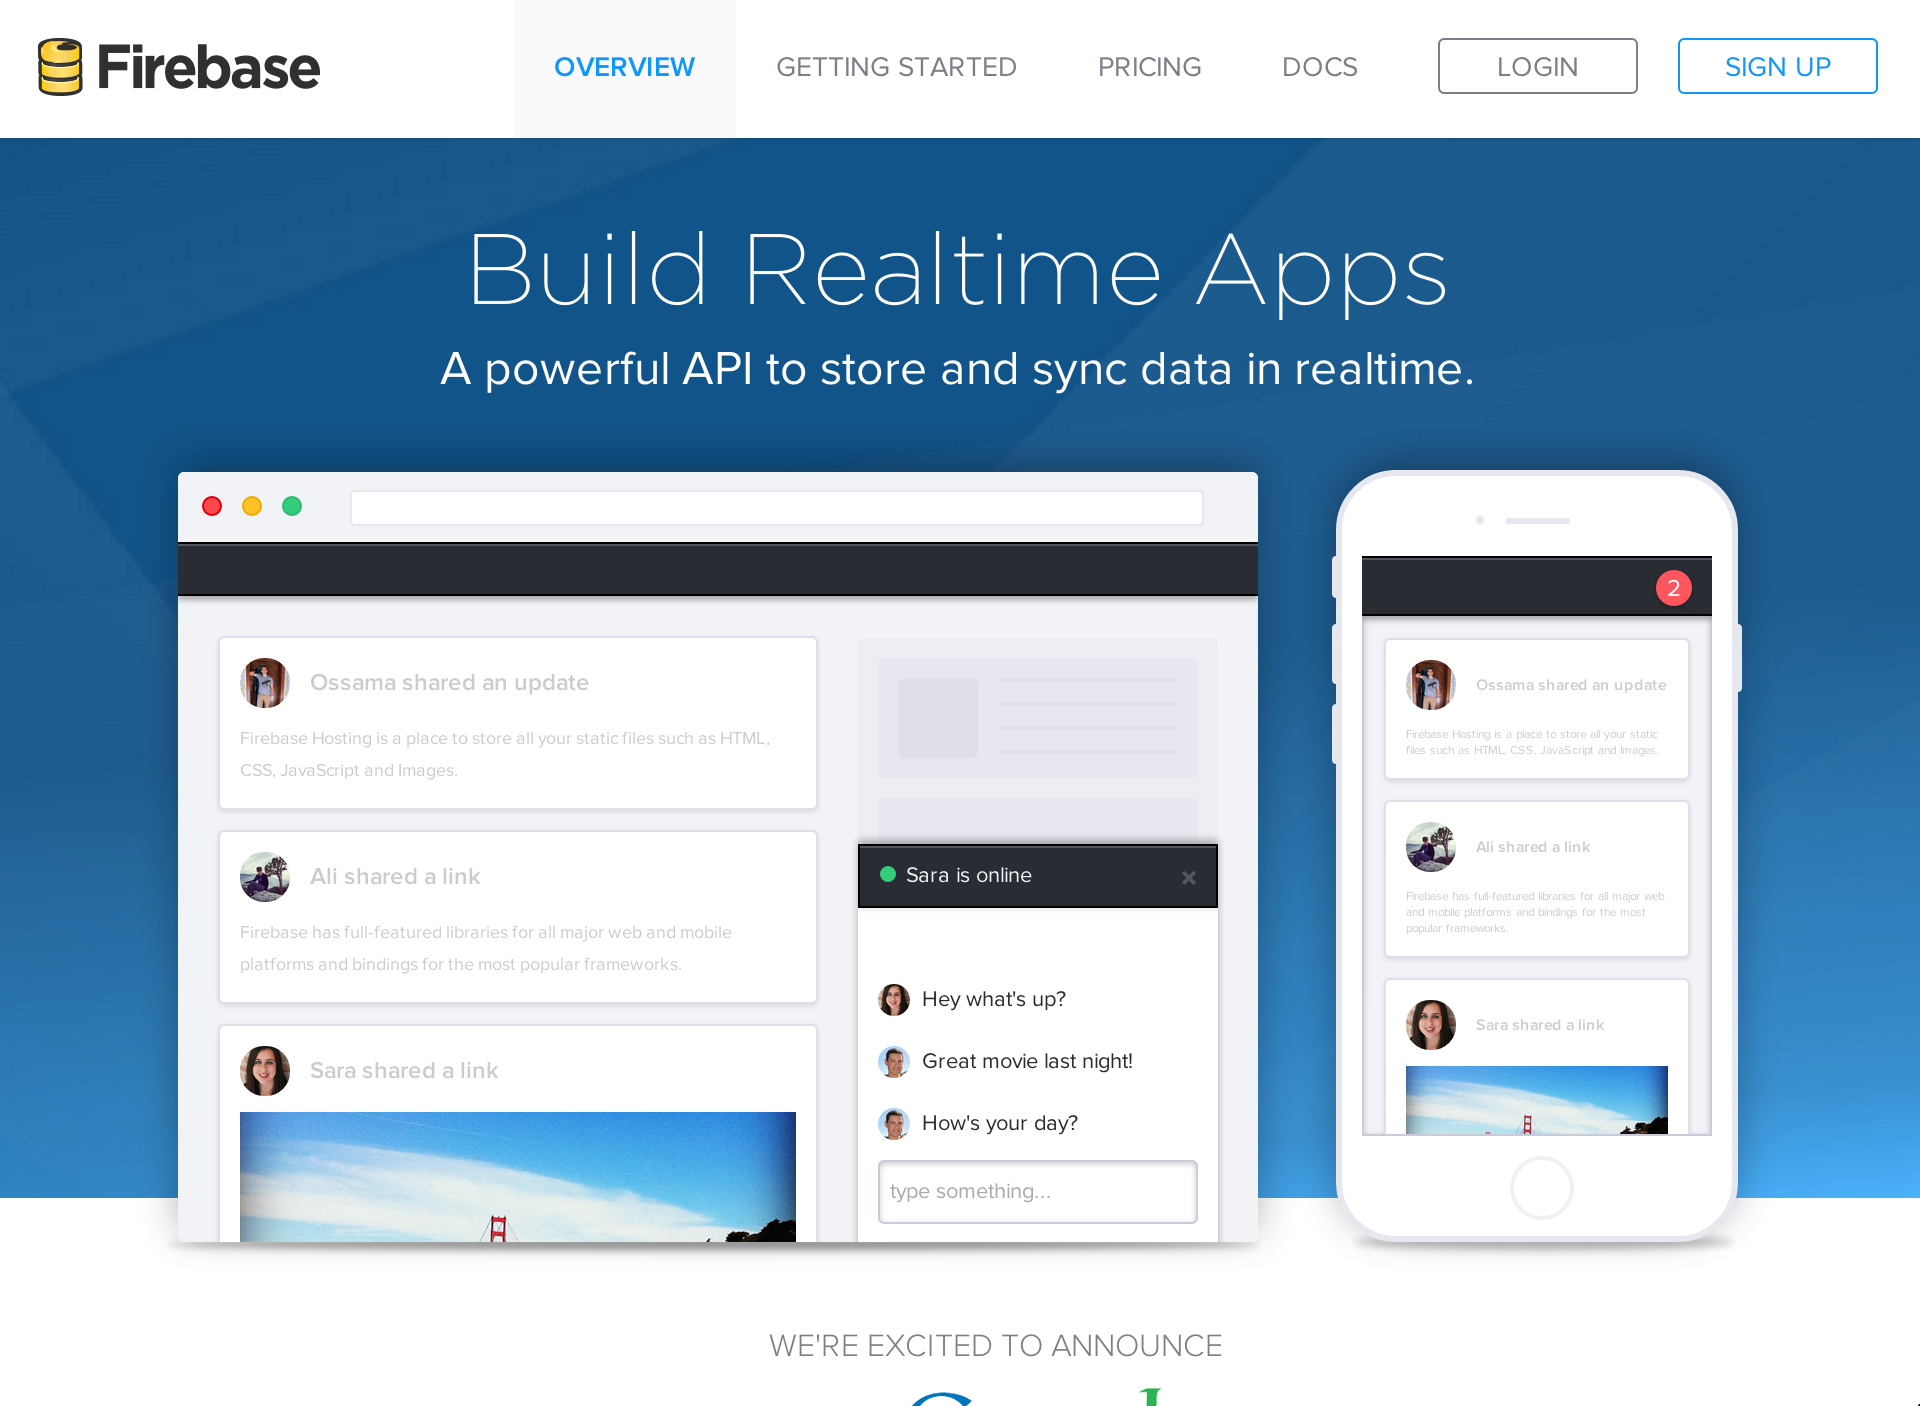 Firebase
OVERVIEW
GETTING STARTED
PRICING
DOCS
LOGIN
SIGN UP
Build Realtime Apps
A powerful API to store and sync data in realtime.
Ossama shared an update
Firebase Hosting is a place to store all your static files such as HTML,
CSS, JavaScript and Images.
Ali shared a link
Firebase has full-featured libraries for all major web and mobile
platforms and bindings for the most popular frameworks.
Sara shared a link
Sara is online
×
Hey what's up?
Great movie last night!
How's your day?
type something...
2
Ossama shared an update
Firebase Hosting is a place to store all your static
files such as HTML, CSS, JavaScript and Images.
Ali shared a link
Firebase has full-featured libraries for all major web
and mobile platforms and bindings for the most
popular frameworks.
Sara shared a link
WE'RE EXCITED TO ANNOUNCE